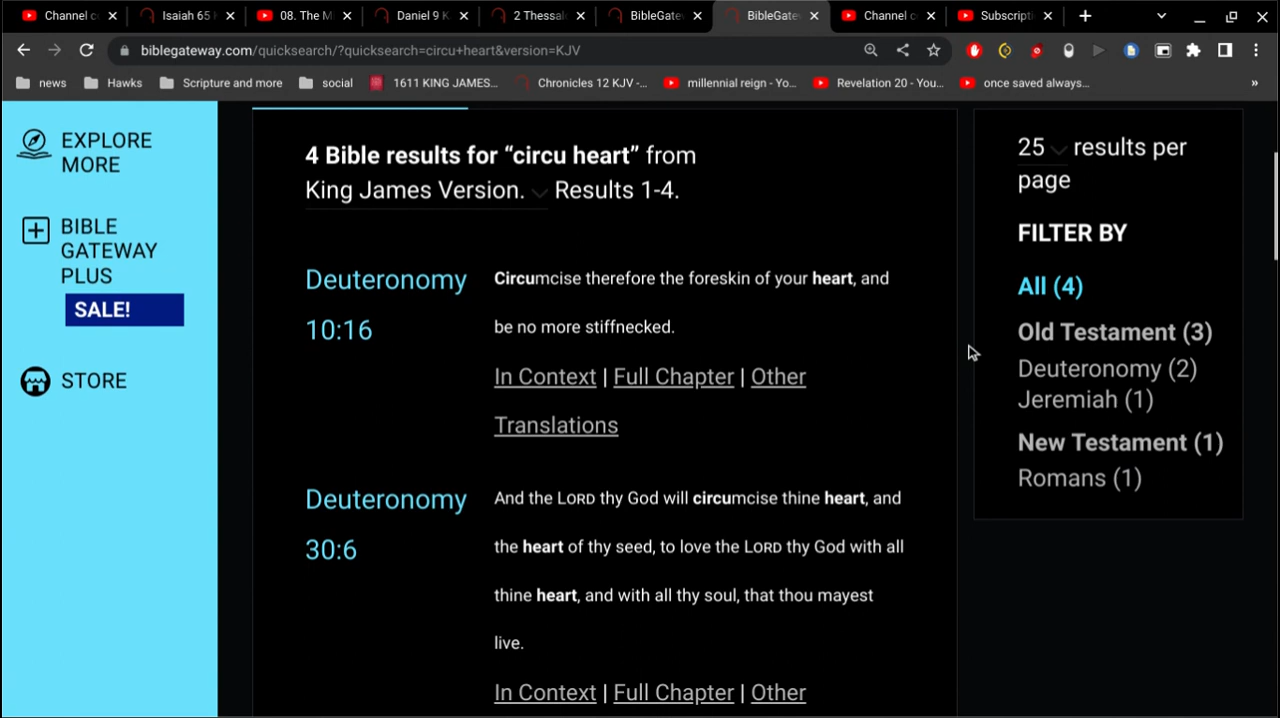 Channel c
Isaiah 65
08. The M
Daniel 9 K
2 Thessal
BibleGate
BibleGate
Channel c
Subscripti
biblegateway.com/quicksearch/?quicksearch=circu+heart&version=KJV
news
Hawks
Scripture and more
social
1611 KING JAMES...
Chronicles 12 KJV -...
millennial reign - Yo...
Revelation 20 - You...
once saved always...
»
EXPLORE
MORE
BIBLE
GATEWAY
PLUS
SALE!
STORE
4 Bible results for “circu heart” from
King James Version. Results 1-4.
Deuteronomy
10:16
Circumcise therefore the foreskin of your heart, and
be no more stiffnecked.
In Context | Full Chapter | Other
Translations
Deuteronomy
30:6
And the LORD thy God will circumcise thine heart, and
the heart of thy seed, to love the LORD thy God with all
thine heart, and with all thy soul, that thou mayest
live.
In Context | Full Chapter | Other
25 results per
page
FILTER BY
All (4)
Old Testament (3)
Deuteronomy (2)
Jeremiah (1)
New Testament (1)
Romans (1)